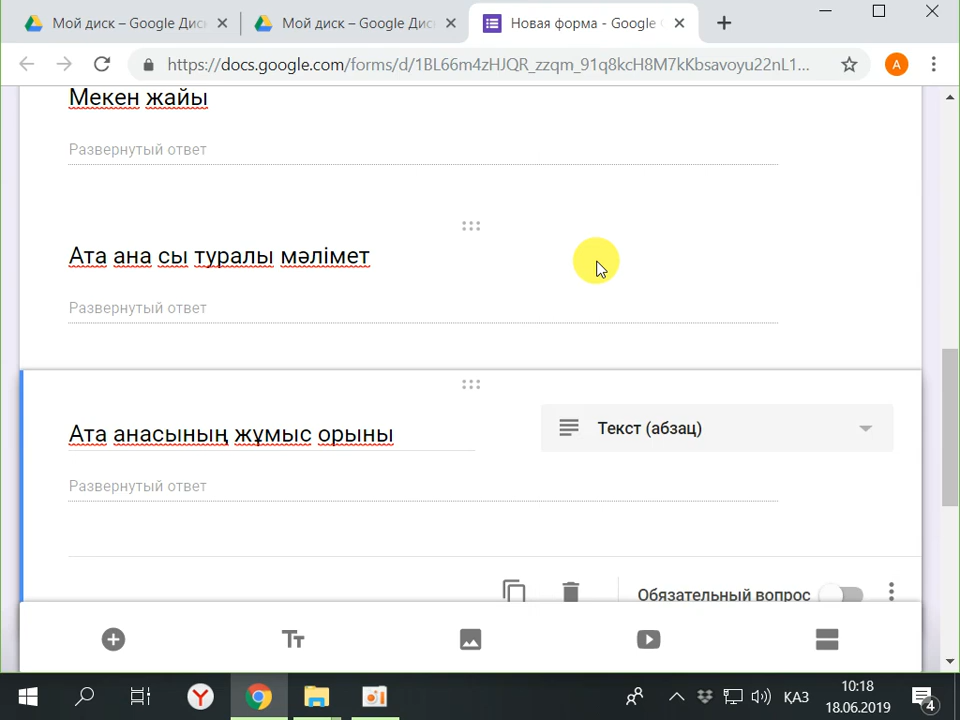 Мой диск – Google Дис
Мой диск – Google Дис
Новая форма - Google
https://docs.google.com/forms/d/1BL66m4zHJQR_zzqm_91q8kcH8M7kKbsavoyu22nL1...
А
Мекен жайы
Развернутый ответ
Ата ана сы туралы мәлімет
Развернутый ответ
Ата анасының жұмыс орыны
Текст (абзац)
Развернутый ответ
Обязательный вопрос
Тт
ҚАЗ
10:18
18.06.2019
4